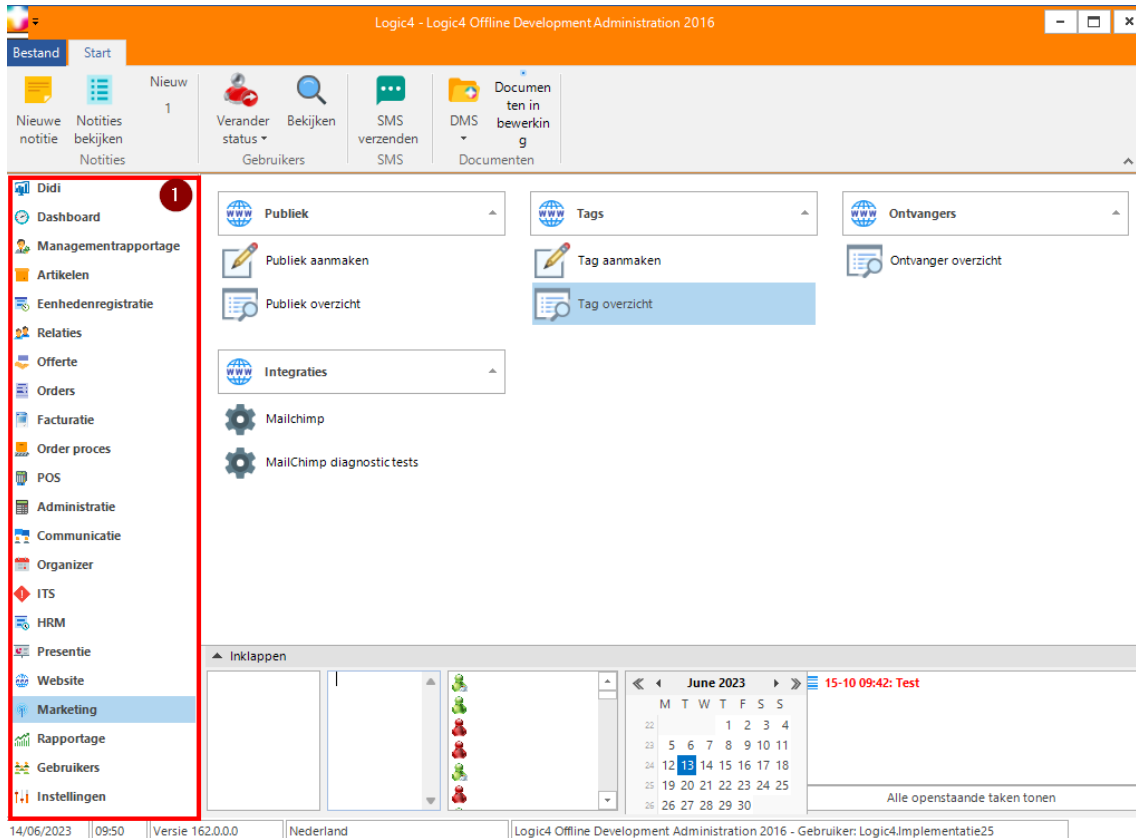 Logic4 - Logic4 Offline Development Administration 2016
Bestand Start
Nieuwe notitie
Notities bekijken
Nieuw
1
Notities
Verander status
Bekijken
Gebruikers
SMS verzenden
SMS
DMS
Documen
ten in
bewerkin
g
Documenten
1
Didi
Dashboard
Managementrapportage
Artikelen
Eenhedenregistratie
Relaties
Offerte
Orders
Facturatie
Order proces
POS
Administratie
Communicatie
Organizer
ITS
HRM
Presentie
Website
Marketing
Rapportage
Gebruikers
Instellingen
www Publiek
Publiek aanmaken
Publiek overzicht
www Tags
Tag aanmaken
Tag overzicht
www Ontvangers
Ontvanger overzicht
www Integraties
Mailchimp
MailChimp diagnostic tests
Inklappen
June 2023
M T W T F S S
22 1 2 3 4
23 5 6 7 8 9 10 11
24 12 13 14 15 16 17 18
25 19 20 21 22 23 24 25
26 26 27 28 29 30
15-10 09:42: Test
Alle openstaande taken tonen
14/06/2023 09:50 Versie 162.0.0.0 Nederland Logic4 Offline Development Administration 2016 - Gebruiker: Logic4.Implementatie25